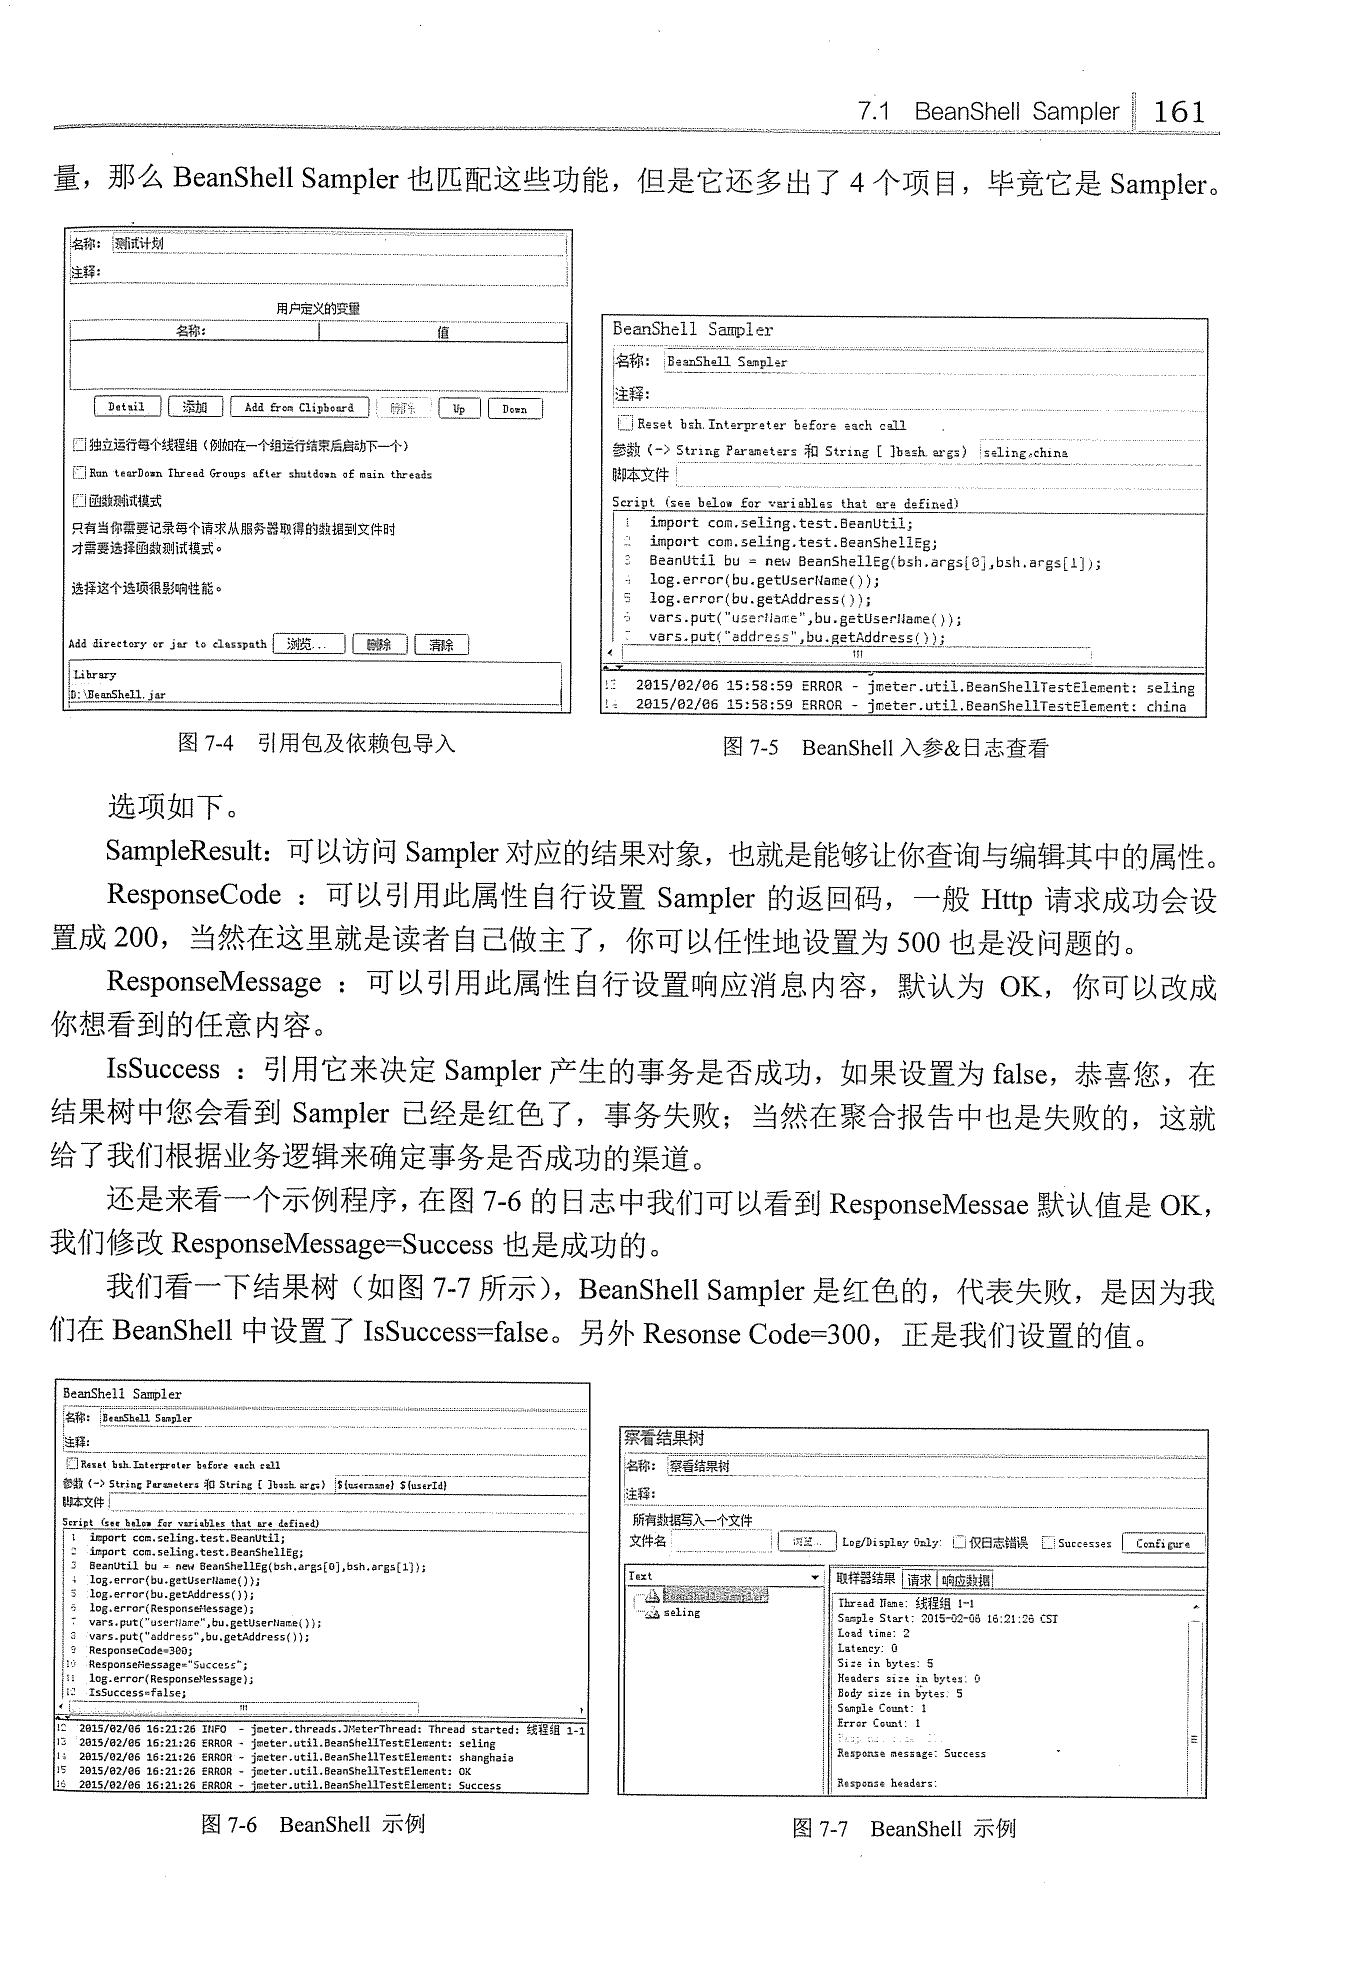 7.1 BeanShell Sampler 161
量，那么 BeanShell Sampler 也匹配这些功能，但是它还多出了 4 个项目，毕竟它是 Sampler。
名称： 测试计划
注释：
用户定义的变量
名称： 值
Detail 添加 Add from Clipboard 删除 Up Down
独立运行每个线程组（例如在一个组运行结束后启动下一个）
Run tearDown Thread Groups after shutdown of main threads
函数测试模式
只有当你需要记录每个请求从服务器取得的数据到文件时
才需要选择函数测试模式。
选择这个选项很影响性能。
Add directory or jar to classpath 浏览... 删除 清除
Library
D:\BeanShell.jar
图 7-4 引用包及依赖包导入
BeanShell Sampler
名称： BeanShell Sampler
注释：
Reset bsh.Interpreter before each call
参数 (-> String Parameters 和 String [ ]bash.args) seling,china
脚本文件
Script (see below for variables that are defined)
1 import com.seling.test.BeanUtil;
2 import com.seling.test.BeanShellEg;
3 BeanUtil bu = new BeanShellEg(bsh.args[0],bsh.args[1]);
4 log.error(bu.getUserName());
5 log.error(bu.getAddress());
6 vars.put("userName",bu.getUserName());
7 vars.put("address",bu.getAddress());
13 2015/02/06 15:58:59 ERROR - jmeter.util.BeanShellTestElement: seling
14 2015/02/06 15:58:59 ERROR - jmeter.util.BeanShellTestElement: china
图 7-5 BeanShell 入参&日志查看
选项如下。
SampleResult：可以访问 Sampler 对应的结果对象，也就是能够让你查询与编辑其中的属性。
ResponseCode ：可以引用此属性自行设置 Sampler 的返回码，一般 Http 请求成功会设
置成 200，当然在这里就是读者自己做主了，你可以任性地设置为 500 也是没问题的。
ResponseMessage ：可以引用此属性自行设置响应消息内容，默认为 OK，你可以改成
你想看到的任意内容。
IsSuccess ：引用它来决定 Sampler 产生的事务是否成功，如果设置为 false，恭喜您，在
结果树中您会看到 Sampler 已经是红色了，事务失败；当然在聚合报告中也是失败的，这就
给了我们根据业务逻辑来确定事务是否成功的渠道。
还是来看一个示例程序，在图 7-6 的日志中我们可以看到 ResponseMessae 默认值是 OK，
我们修改 ResponseMessage=Success 也是成功的。
我们看一下结果树（如图 7-7 所示），BeanShell Sampler 是红色的，代表失败，是因为我
们在 BeanShell 中设置了 IsSuccess=false。另外 Resonse Code=300，正是我们设置的值。
BeanShell Sampler
名称： BeanShell Sampler
注释：
Reset bsh.Interpreter before each call
参数 (-> String Parameters 和 String [ ]bash.args) ${username} ${userId}
脚本文件
Script (see below for variables that are defined)
1 import com.seling.test.BeanUtil;
2 import com.seling.test.BeanShellEg;
3 BeanUtil bu = new BeanShellEg(bsh.args[0],bsh.args[1]);
4 log.error(bu.getUserName());
5 log.error(bu.getAddress());
6 log.error(ResponseMessage);
7 vars.put("userName",bu.getUserName());
8 vars.put("address",bu.getAddress());
9 ResponseCode=300;
10 ResponseMessage="Success";
11 log.error(ResponseMessage);
12 IsSuccess=false;
12 2015/02/06 16:21:26 INFO - jmeter.threads.JMeterThread: Thread started: 线程组 1-1
13 2015/02/06 16:21:26 ERROR - jmeter.util.BeanShellTestElement: seling
14 2015/02/06 16:21:26 ERROR - jmeter.util.BeanShellTestElement: shanghaia
15 2015/02/06 16:21:26 ERROR - jmeter.util.BeanShellTestElement: OK
16 2015/02/06 16:21:26 ERROR - jmeter.util.BeanShellTestElement: Success
图 7-6 BeanShell 示例
察看结果树
名称： 察看结果树
注释：
所有数据写入一个文件
文件名 浏览... Log/Display Only: 仅日志错误 Successes Configure
Text
BeanShell Sampler
seling
取样器结果 请求 响应数据
Thread Name: 线程组 1-1
Sample Start: 2015-02-06 16:21:26 CST
Load time: 2
Latency: 0
Size in bytes: 5
Headers size in bytes: 0
Body size in bytes: 5
Sample Count: 1
Error Count: 1
Response message: Success
Response headers:
图 7-7 BeanShell 示例